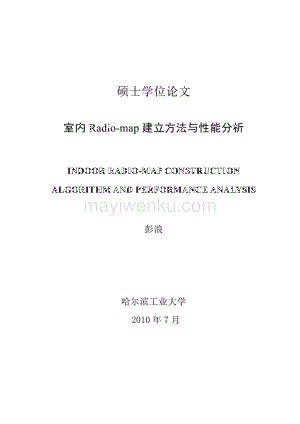 硕士学位论文
室内 Radio-map 建立方法与性能分析
INDOOR RADIO-MAP CONSTRUCTION
ALGORITHM AND PERFORMANCE ANALYSIS
mayiwenku.com
彭浪
哈尔滨工业大学
2010 年 7 月